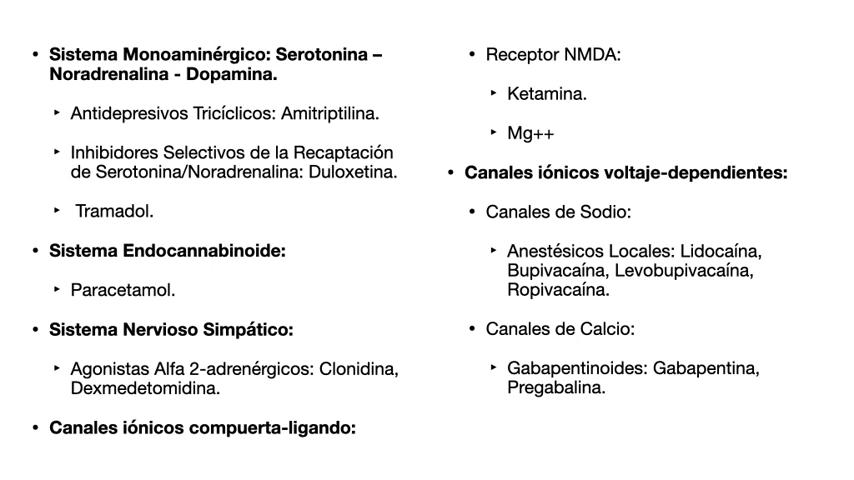 • Sistema Monoaminérgico: Serotonina –
Noradrenalina - Dopamina.
‣ Antidepresivos Tricíclicos: Amitriptilina.
‣ Inhibidores Selectivos de la Recaptación
de Serotonina/Noradrenalina: Duloxetina.
‣ Tramadol.
• Sistema Endocannabinoide:
‣ Paracetamol.
• Sistema Nervioso Simpático:
‣ Agonistas Alfa 2-adrenérgicos: Clonidina,
Dexmedetomidina.
• Canales iónicos compuerta-ligando:
• Receptor NMDA:
‣ Ketamina.
‣ Mg++
• Canales iónicos voltaje-dependientes:
• Canales de Sodio:
‣ Anestésicos Locales: Lidocaína,
Bupivacaína, Levobupivacaína,
Ropivacaína.
• Canales de Calcio:
‣ Gabapentinoides: Gabapentina,
Pregabalina.